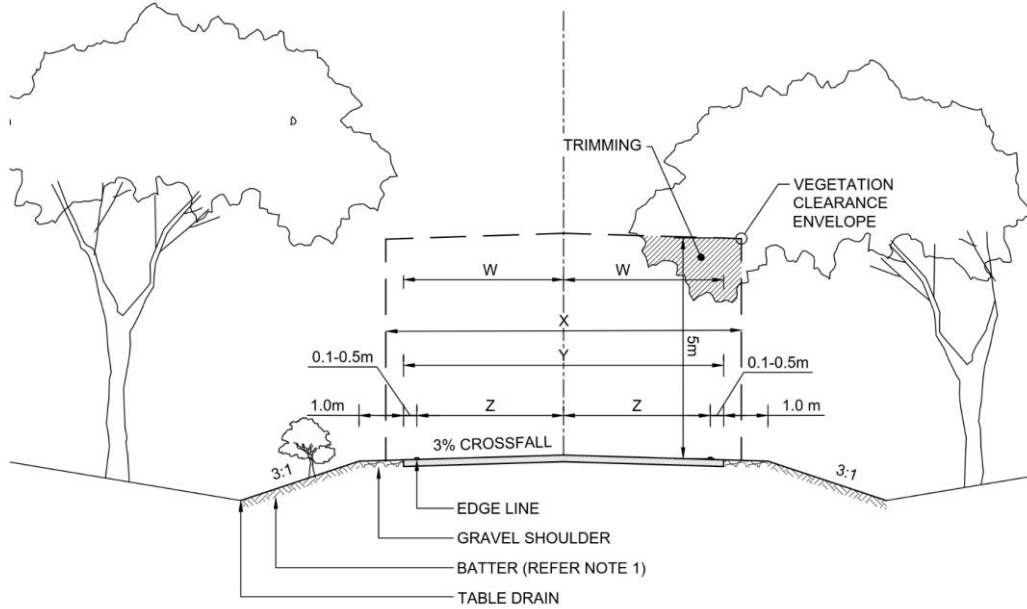 TRIMMING
VEGETATION
CLEARANCE
ENVELOPE
W
W
X
5m
Y
0.1-0.5m
0.1-0.5m
1.0m
Z
Z
1.0 m
3% CROSSFALL
3:1
3:1
EDGE LINE
GRAVEL SHOULDER
BATTER (REFER NOTE 1)
TABLE DRAIN